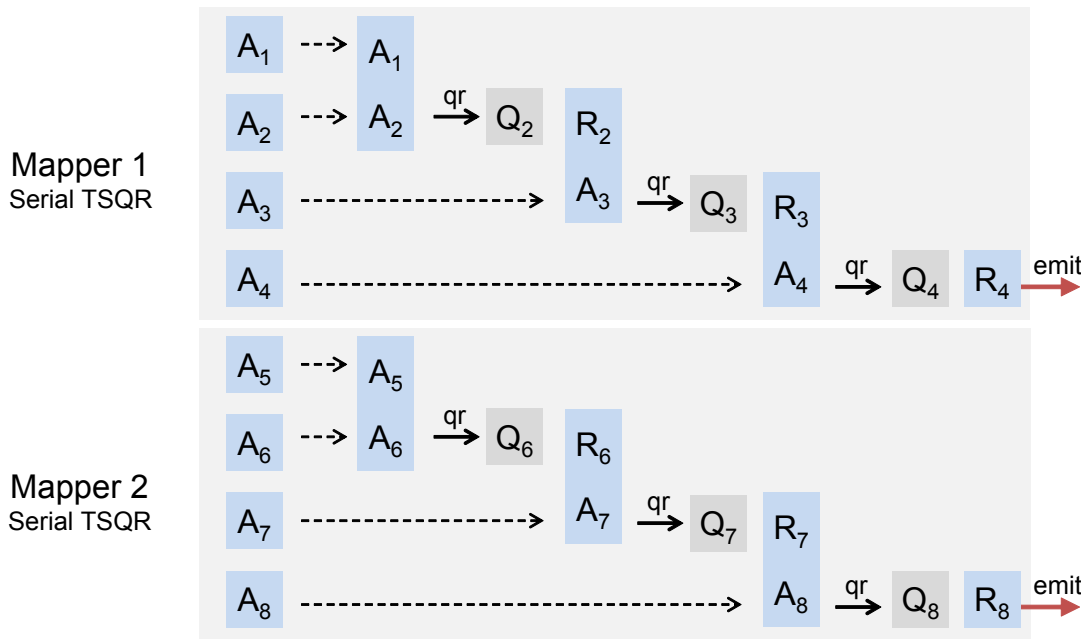 A1 A1
A2 A2 qr Q2 R2
Mapper 1
Serial TSQR
A3 A3 qr Q3 R3
A4 A4 qr Q4 R4 emit
A5 A5
A6 A6 qr Q6 R6
Mapper 2
Serial TSQR
A7 A7 qr Q7 R7
A8 A8 qr Q8 R8 emit